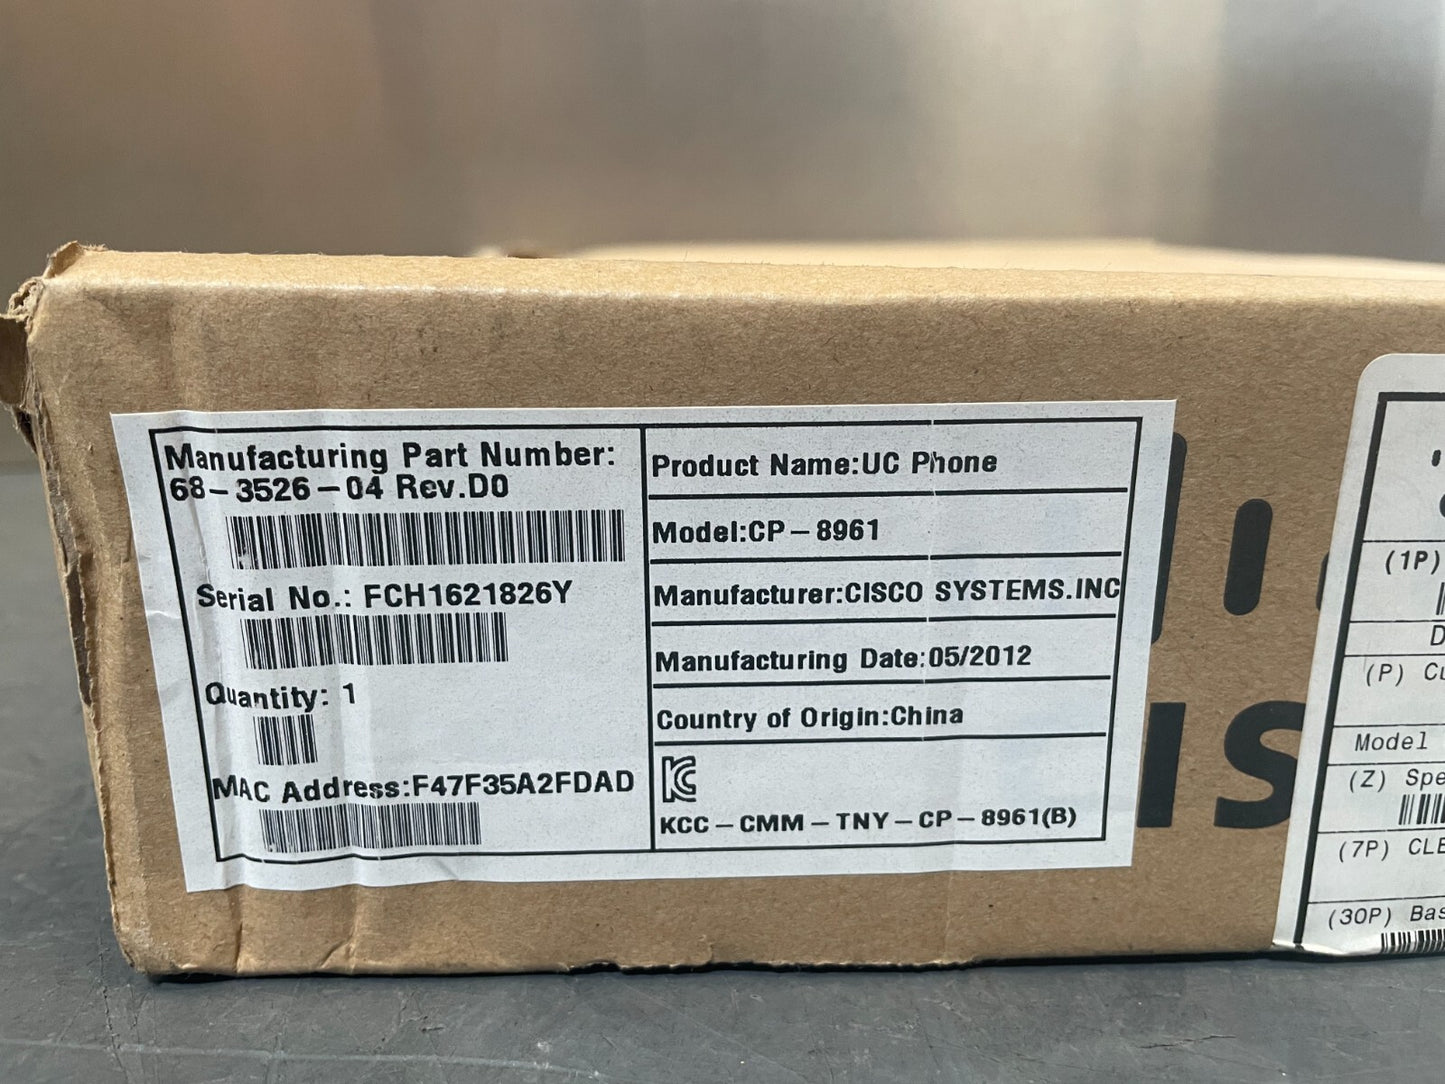 Manufacturing Part Number:
68-3526-04 Rev.D0
Serial No.: FCH1621826Y
Quantity: 1
MAC Address:F47F35A2FDAD
Product Name:UC Phone
Model:CP-8961
Manufacturer:CISCO SYSTEMS.INC
Manufacturing Date:05/2012
Country of Origin:China
KCC-CMM-TNY-CP-8961(B)
IS
(1P)
(P)
Model
(Z)
(7P)
(30P)